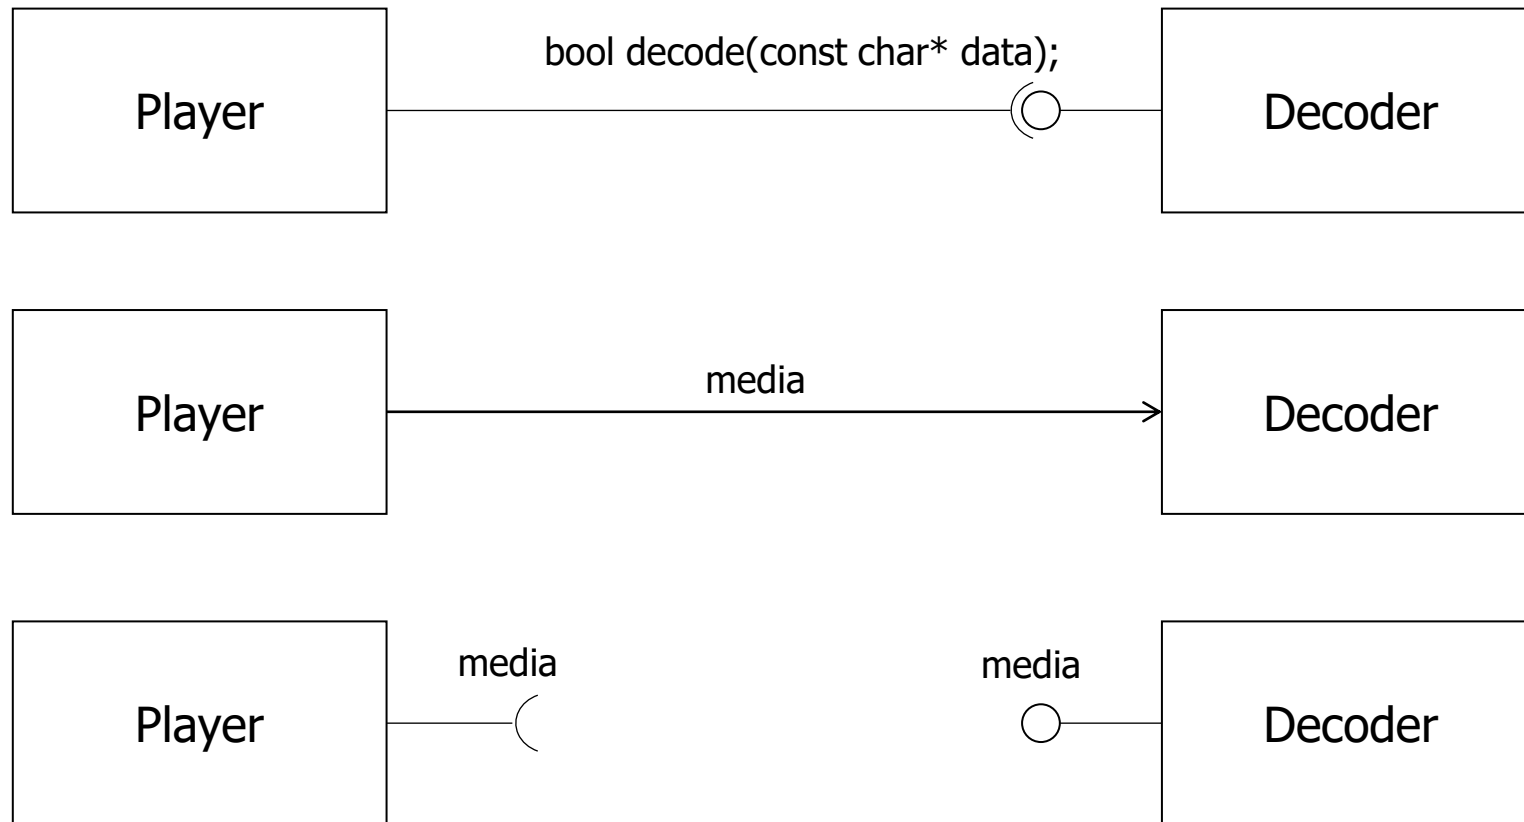 bool decode(const char* data);
Player
Decoder
media
Player
Decoder
media
media
Player
Decoder